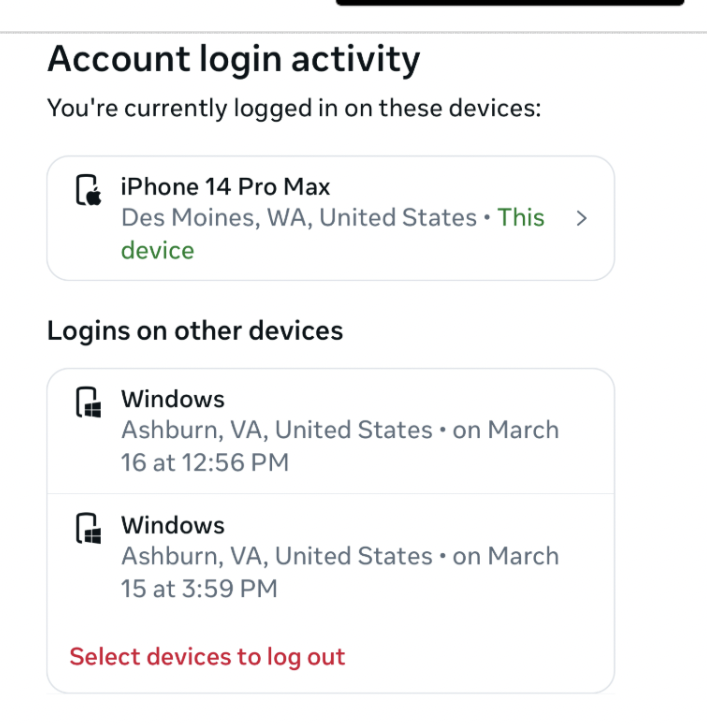 Account login activity
You're currently logged in on these devices:
iPhone 14 Pro Max
Des Moines, WA, United States • This
device
Logins on other devices
Windows
Ashburn, VA, United States • on March
16 at 12:56 PM
Windows
Ashburn, VA, United States • on March
15 at 3:59 PM
Select devices to log out